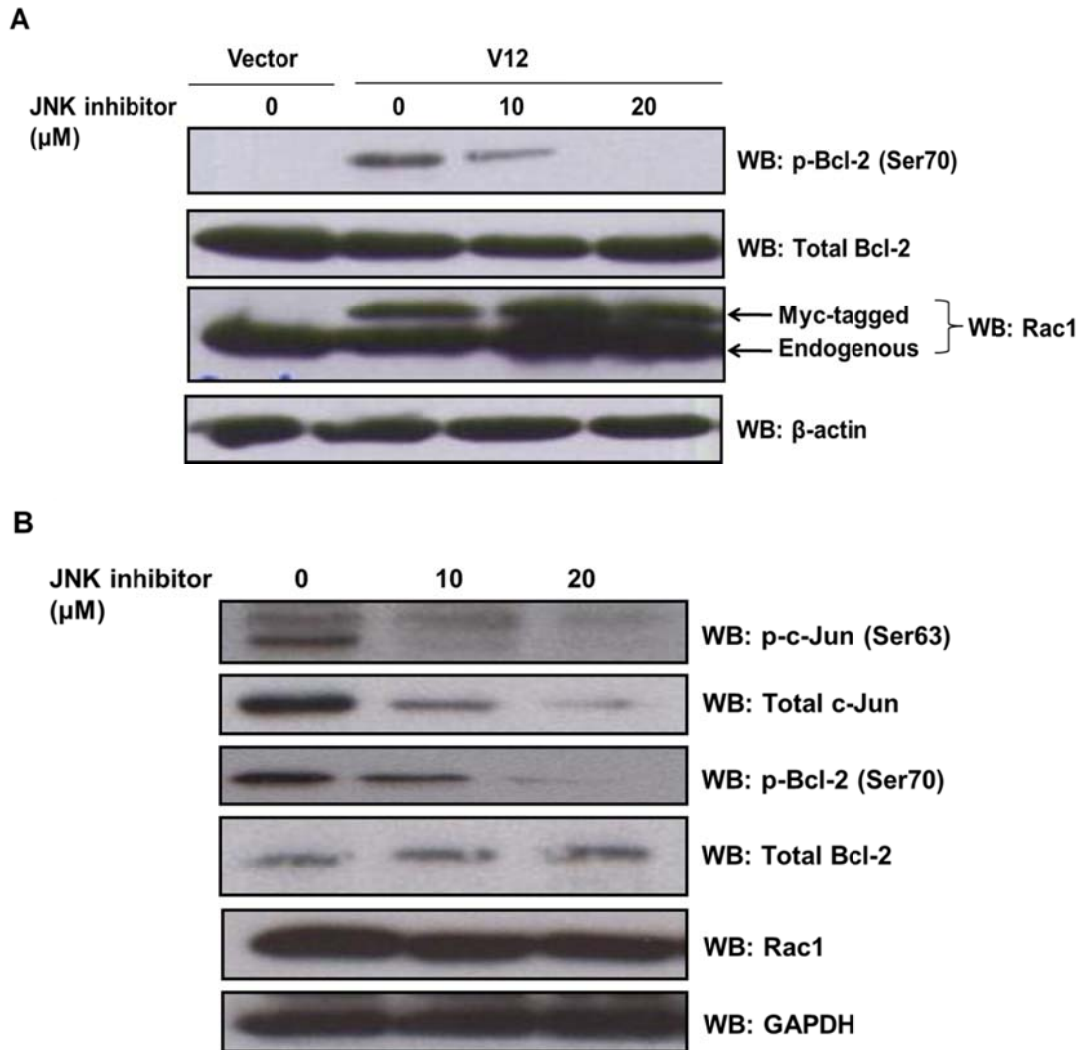 A
Vector V12
JNK inhibitor 0 0 10 20
(µM)
WB: p-Bcl-2 (Ser70)
WB: Total Bcl-2
Myc-tagged
WB: Rac1
Endogenous
WB: β-actin
B
JNK inhibitor 0 10 20
(µM)
WB: p-c-Jun (Ser63)
WB: Total c-Jun
WB: p-Bcl-2 (Ser70)
WB: Total Bcl-2
WB: Rac1
WB: GAPDH